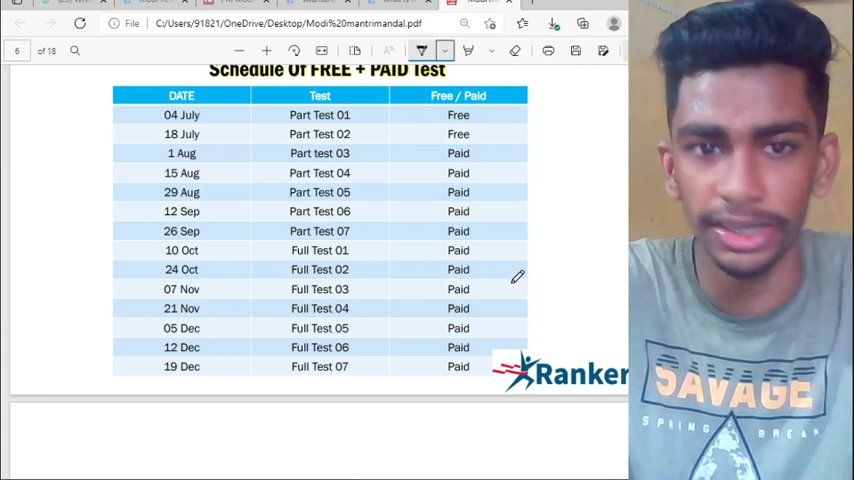 File
C:/Users/91821/OneDrive/Desktop/Modi%20mantrimandal.pdf
6 of 18
Schedule Of FREE + PAID Test
DATE Test Free / Paid
04 July Part Test 01 Free
18 July Part Test 02 Free
1 Aug Part test 03 Paid
15 Aug Part Test 04 Paid
29 Aug Part Test 05 Paid
12 Sep Part Test 06 Paid
26 Sep Part Test 07 Paid
10 Oct Full Test 01 Paid
24 Oct Full Test 02 Paid
07 Nov Full Test 03 Paid
21 Nov Full Test 04 Paid
05 Dec Full Test 05 Paid
12 Dec Full Test 06 Paid
19 Dec Full Test 07 Paid
Ranker
SAVAGE
SPRING BREAK